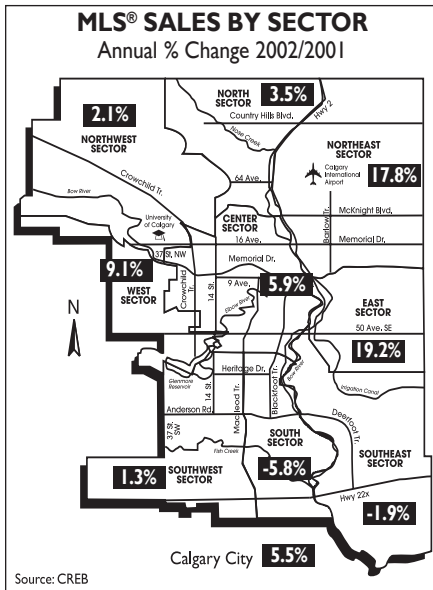 MLS® SALES BY SECTOR
Annual % Change 2002/2001
NORTH
SECTOR
3.5%
Country Hills Blvd.
Hwy 2
2.1%
NORTHWEST
SECTOR
Nose Creek
NORTHEAST
SECTOR
Calgary
International
Airport
17.8%
Crowchild Tr.
64 Ave.
Bow River
University
of Calgary
CENTER
SECTOR
McKnight Blvd.
Barlow Tr.
16 Ave.
Memorial Dr.
37 St. NW
Memorial Dr.
9.1%
WEST
SECTOR
Crowchild Tr.
14 St.
9 Ave.
5.9%
Elbow River
EAST
SECTOR
50 Ave. SE
19.2%
N
Glenmore
Reservoir
Heritage Dr.
14 St.
Macleod Tr.
Blackfoot Tr.
Bow River
Irrigation Canal
Anderson Rd.
37 St.
SW
Deerfoot Tr.
SOUTH
SECTOR
-5.8%
Fish Creek
SOUTHEAST
SECTOR
1.3%
SOUTHWEST
SECTOR
Hwy 22x
-1.9%
Calgary City
5.5%
Source: CREB